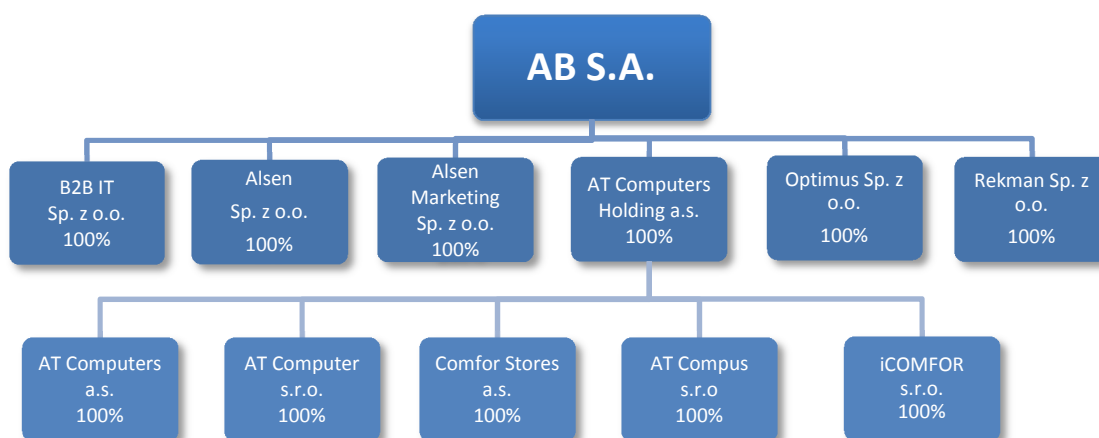 AB S.A.
B2B IT
Sp. z o.o.
100%
Alsen
Sp. z o.o.
100%
Alsen
Marketing
Sp. z o.o.
100%
AT Computers
Holding a.s.
100%
Optimus Sp. z
o.o.
100%
Rekman Sp. z
o.o.
100%
AT Computers
a.s.
100%
AT Computer
s.r.o.
100%
Comfor Stores
a.s.
100%
AT Compus
s.r.o
100%
iCOMFOR
s.r.o.
100%